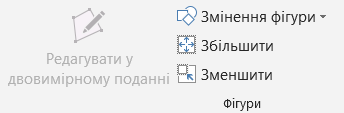 Редагувати у
двовимірному поданні
Змінення фігури
Збільшити
Зменшити
Фігури